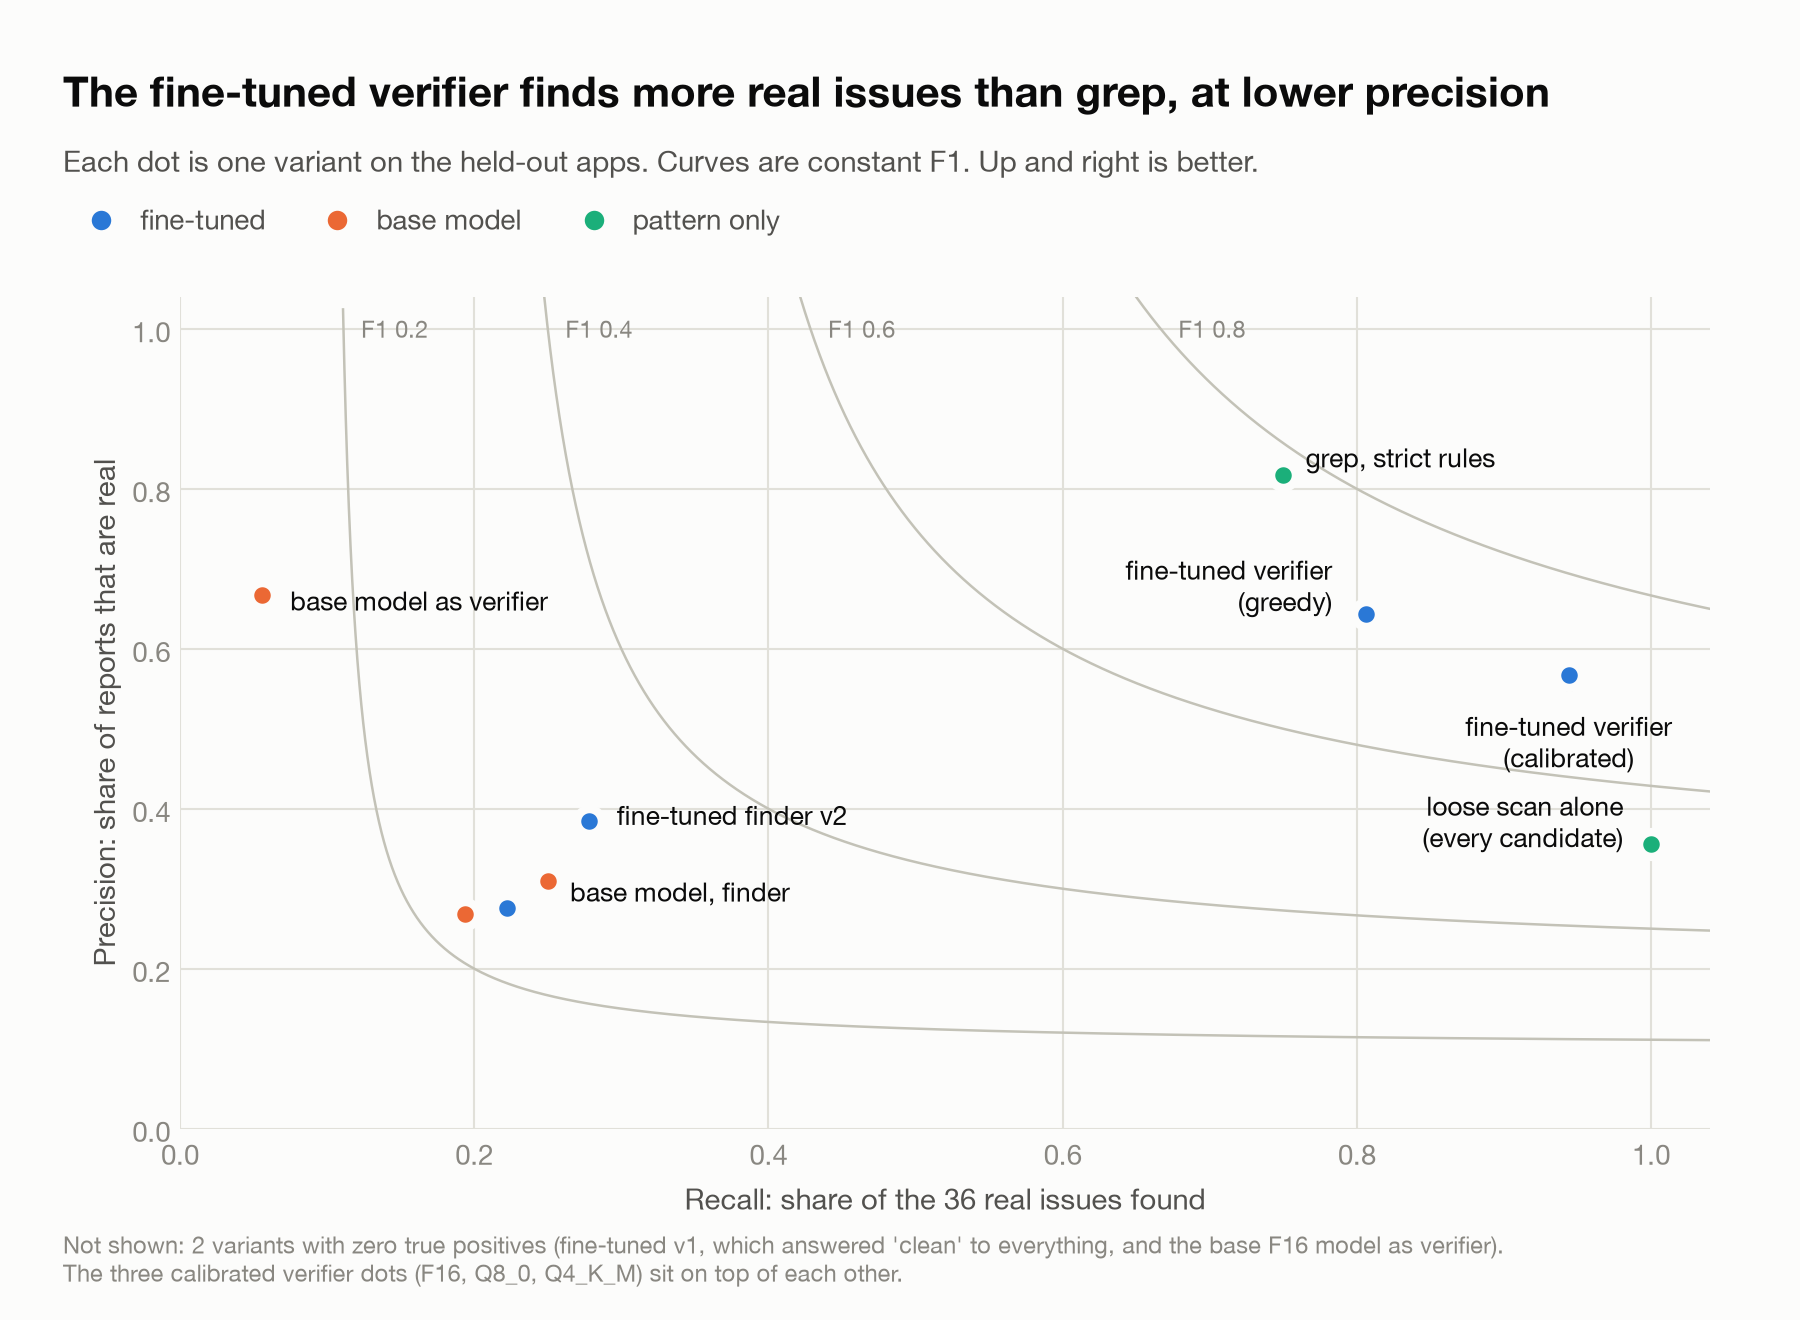 The fine-tuned verifier finds more real issues than grep, at lower precision
Each dot is one variant on the held-out apps. Curves are constant F1. Up and right is better.
fine-tuned
base model
pattern only
F1 0.2
F1 0.4
F1 0.6
F1 0.8
1.0
0.8
0.6
0.4
0.2
0.0
Precision: share of reports that are real
grep, strict rules
fine-tuned verifier
(greedy)
base model as verifier
fine-tuned verifier
(calibrated)
loose scan alone
(every candidate)
fine-tuned finder v2
base model, finder
0.0
0.2
0.4
0.6
0.8
1.0
Recall: share of the 36 real issues found
Not shown: 2 variants with zero true positives (fine-tuned v1, which answered 'clean' to everything, and the base F16 model as verifier).
The three calibrated verifier dots (F16, Q8_0, Q4_K_M) sit on top of each other.